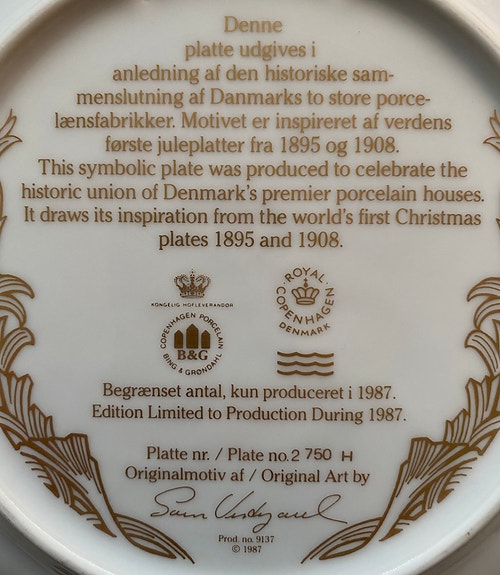 Denne
platte udgives i
anledning af den historiske sam-
menslutning af Danmarks to store porce-
lænsfabrikker. Motivet er inspireret af verdens
første juleplatter fra 1895 og 1908.
This symbolic plate was produced to celebrate the
historic union of Denmark's premier porcelain houses.
It draws its inspiration from the world's first Christmas
plates 1895 and 1908.
KONGELIG HOFLEVERANDØR
COPENHAGEN PORCELAIN
B&G
BING & GRØNDAHL
ROYAL
COPENHAGEN
DENMARK
Begrænset antal, kun produceret i 1987.
Edition Limited to Production During 1987.
Platte nr. / Plate no.2 750 H
Originalmotiv af / Original Art by
Prod. no. 9137
© 1987